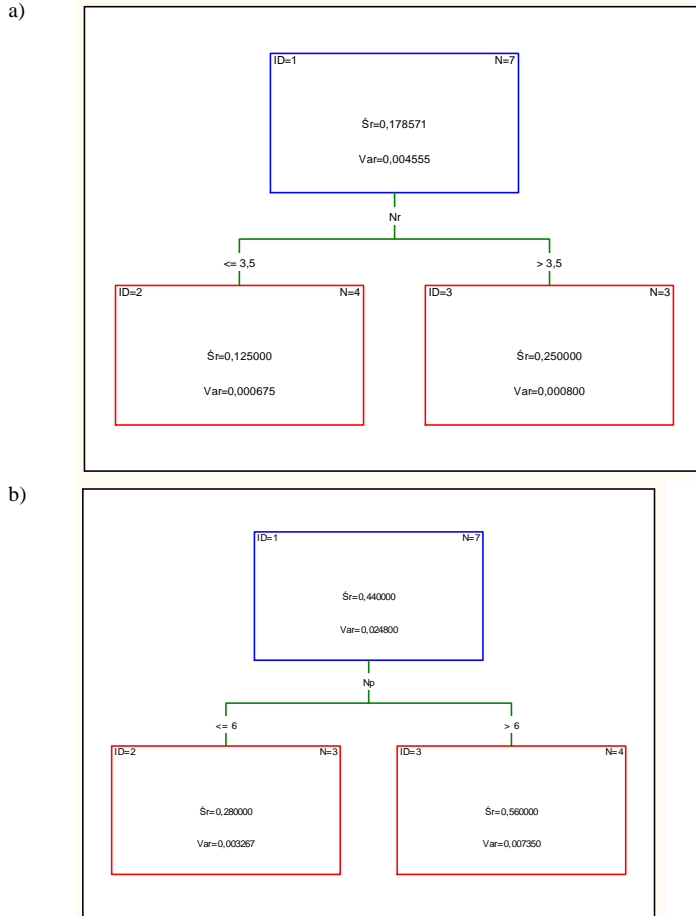 a)
ID=1 N=7
Śr=0,178571
Var=0,004555
Nr
<= 3,5 > 3,5
ID=2 N=4 ID=3 N=3
Śr=0,125000 Śr=0,250000
Var=0,000675 Var=0,000800
b)
ID=1 N=7
Śr=0,440000
Var=0,024800
Np
<= 6 > 6
ID=2 N=3 ID=3 N=4
Śr=0,280000 Śr=0,560000
Var=0,003267 Var=0,007350